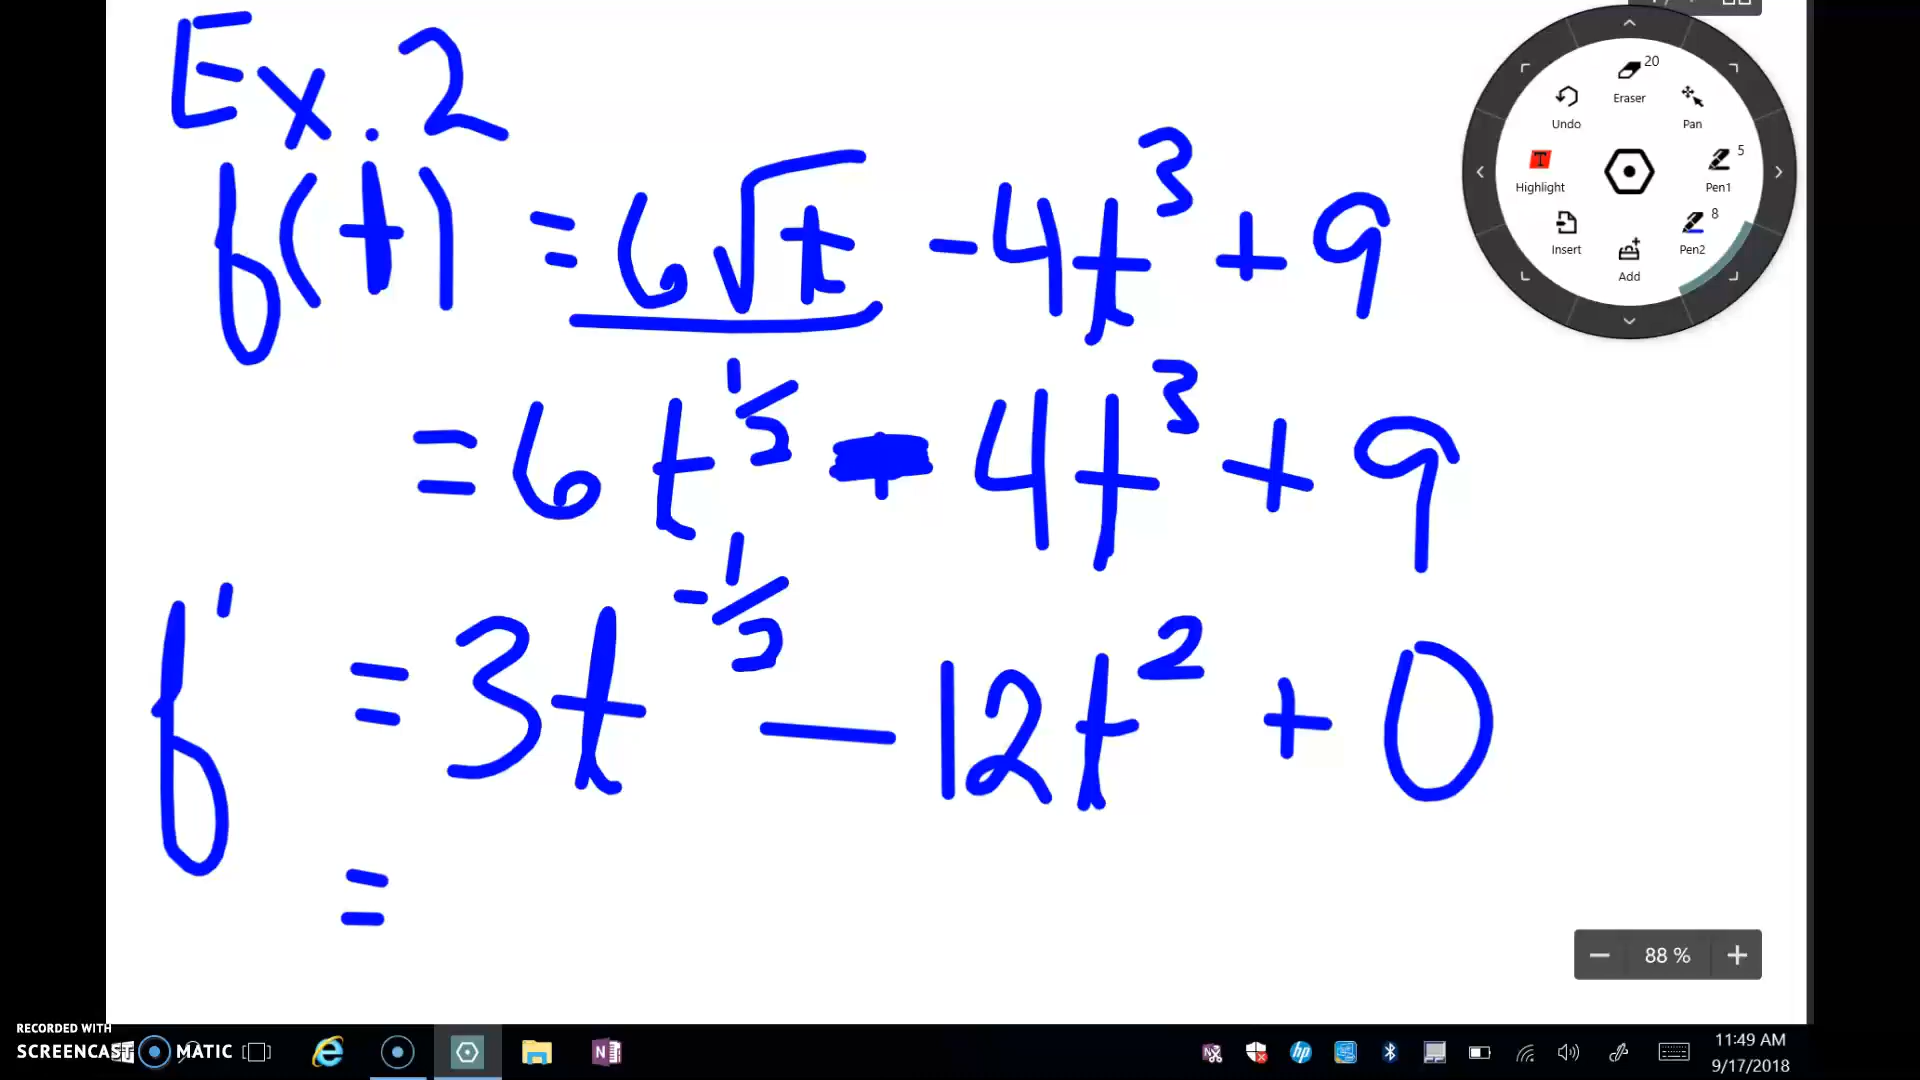 Ex. 2
f(t) = 6√t - 4t³ + 9
= 6t^1/2 - 4t³ + 9
f' = 3t^-1/2 - 12t² + 0
=
20
Eraser
Undo
Pan
5
Highlight
Pen1
8
Insert
Pen2
Add
88 %
RECORDED WITH
SCREENCAST MATIC
11:49 AM
9/17/2018